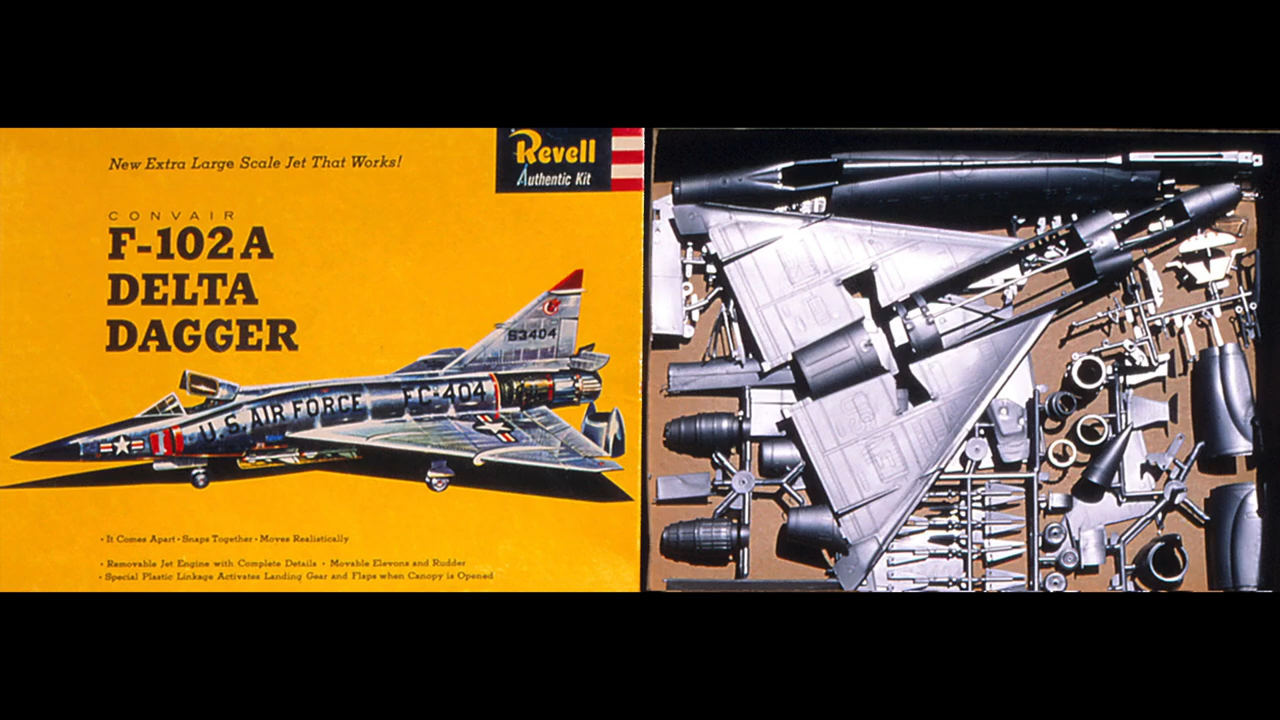 New Extra Large Scale Jet That Works!
Revell
Authentic Kit
CONVAIR
F-102A
DELTA
DAGGER
53404
FC-404
U.S. AIR FORCE
· It Comes Apart · Snaps Together · Moves Realistically
· Removable Jet Engine with Complete Details · Movable Elevons and Rudder
· Special Plastic Linkage Activates Landing Gear and Flaps when Canopy is Opened